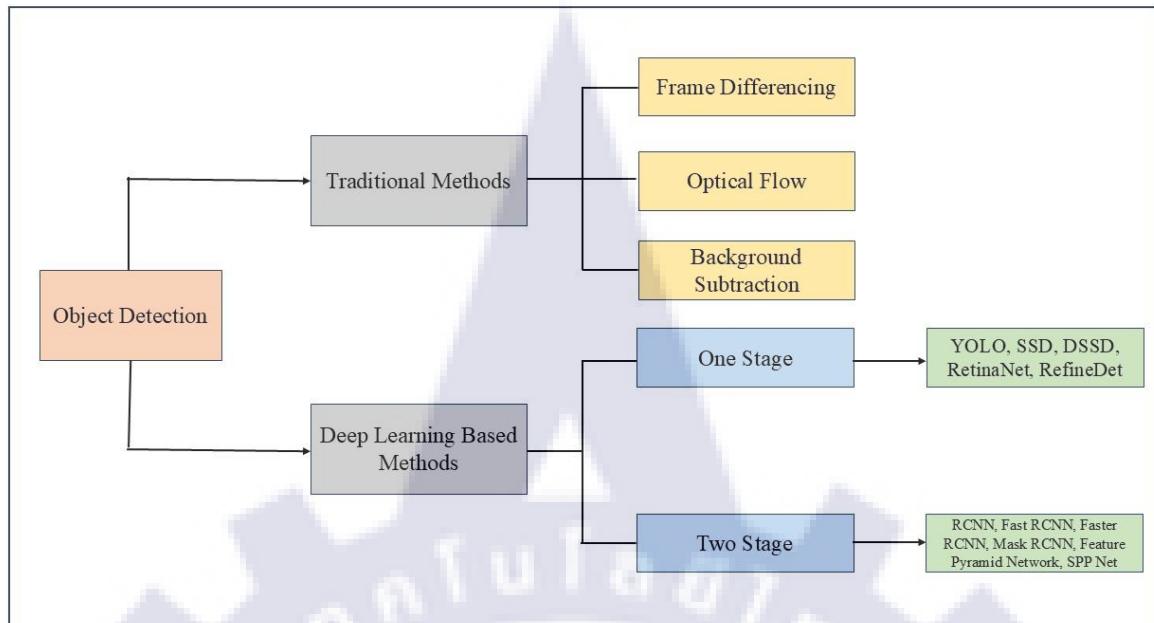 Frame Differencing
Traditional Methods
Optical Flow
Background
Subtraction
Object Detection
One Stage
YOLO, SSD, DSSD,
RetinaNet, RefineDet
Deep Learning Based
Methods
Two Stage
RCNN, Fast RCNN, Faster
RCNN, Mask RCNN, Feature
Pyramid Network, SPP Net